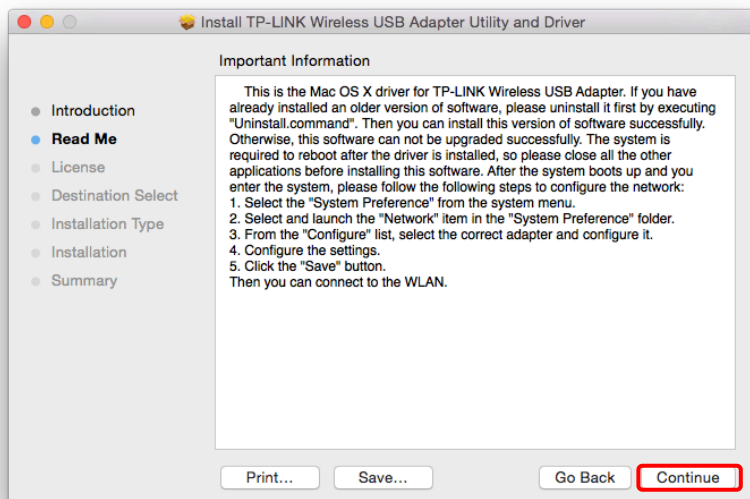 Install TP-LINK Wireless USB Adapter Utility and Driver
Important Information
Introduction
Read Me
License
Destination Select
Installation Type
Installation
Summary
This is the Mac OS X driver for TP-LINK Wireless USB Adapter. If you have
already installed an older version of software, please uninstall it first by executing
"Uninstall.command". Then you can install this version of software successfully.
Otherwise, this software can not be upgraded successfully. The system is
required to reboot after the driver is installed, so please close all the other
applications before installing this software. After the system boots up and you
enter the system, please follow the following steps to configure the network:
1. Select the "System Preference" from the system menu.
2. Select and launch the "Network" item in the "System Preference" folder.
3. From the "Configure" list, select the correct adapter and configure it.
4. Configure the settings.
5. Click the "Save" button.
Then you can connect to the WLAN.
Print...
Save...
Go Back
Continue